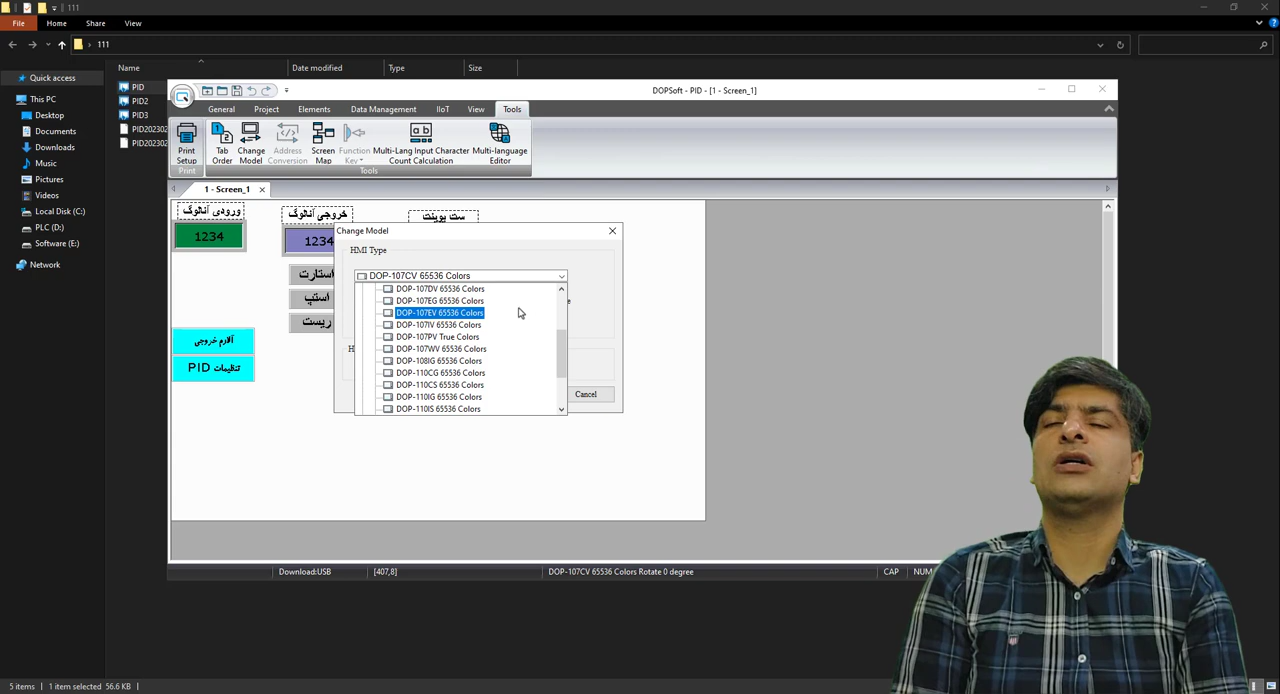 111
File
Home
Share
View
111
Name
Date modified
Type
Size
Quick access
This PC
Desktop
Documents
Downloads
Music
Pictures
Videos
Local Disk (C:)
PLC (D:)
Software (E:)
Network
PID
PID2
PID3
PID202302
PID202302
DOPSoft - PID - [1 - Screen_1]
General
Project
Elements
Data Management
IIoT
View
Tools
Print Setup
Tab Order
Change Model
Address Conversion
Screen Map
Function Key
Multi-Lang Input Character Count Calculation
Multi-language Editor
Print
Tools
1 - Screen_1
ورودی آنالوگ
خروجی آنالوگ
ست پوینت
1234
1234
استارت
استپ
ریست
آلارم خروجی
تنظیمات PID
Change Model
HMI Type
DOP-107CV 65536 Colors
DOP-107DV 65536 Colors
DOP-107EG 65536 Colors
DOP-107EV 65536 Colors
DOP-107IV 65536 Colors
DOP-107PV True Colors
DOP-107WV 65536 Colors
DOP-108IG 65536 Colors
DOP-110CG 65536 Colors
DOP-110CS 65536 Colors
DOP-110IG 65536 Colors
DOP-110IS 65536 Colors
Cancel
Download:USB
[407,8]
DOP-107CV 65536 Colors Rotate 0 degree
CAP
NUM
5 items
1 item selected 56.6 KB